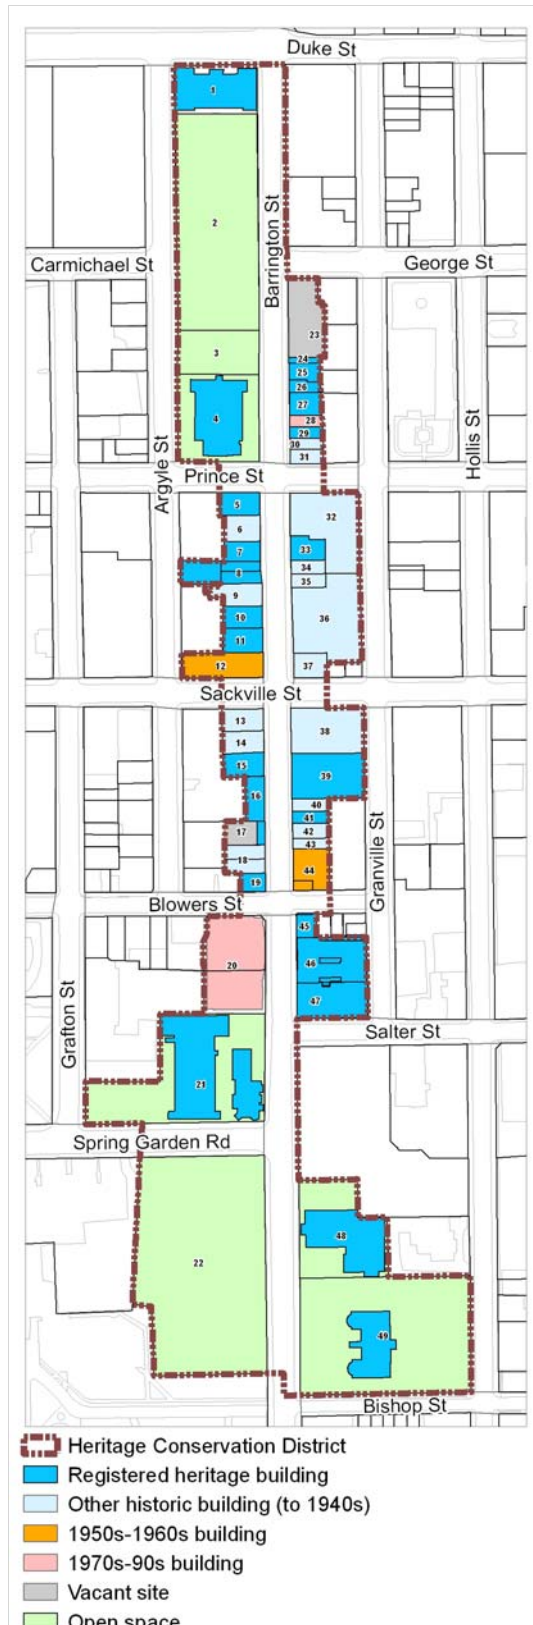 Duke St
1
2
Barrington St
Carmichael St
George St
23
3
24
25
26
4
27
28
29
30
31
Hollis St
Argyle St
Prince St
5
32
6
7
33
8
34
35
9
10
36
11
12
37
Sackville St
13
38
14
15
39
16
40
41
17
42
43
18
44
19
Granville St
Blowers St
45
20
46
47
Grafton St
Salter St
21
Spring Garden Rd
48
22
49
Bishop St
Heritage Conservation District
Registered heritage building
Other historic building (to 1940s)
1950s-1960s building
1970s-90s building
Vacant site
Open space